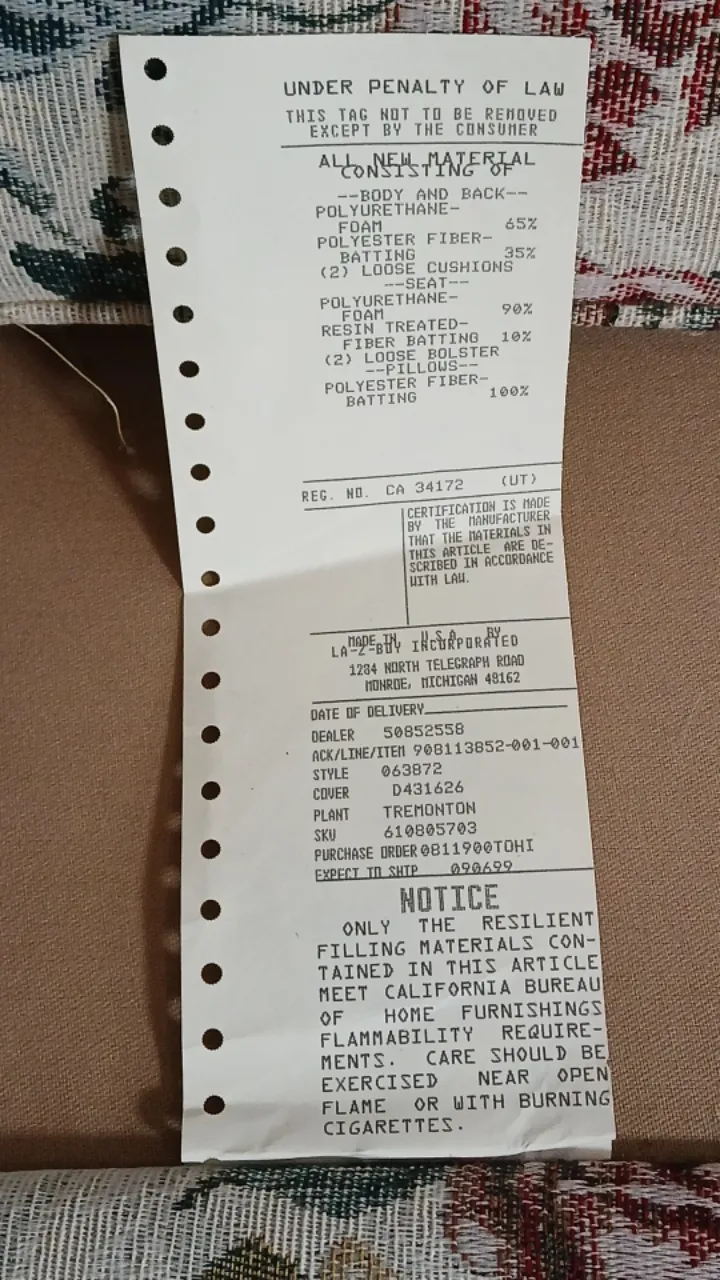 UNDER PENALTY OF LAW
THIS TAG NOT TO BE REMOVED
EXCEPT BY THE CONSUMER
ALL NEW MATERIAL
CONSISTING OF
--BODY AND BACK--
POLYURETHANE-
FOAM 65%
POLYESTER FIBER-
BATTING 35%
(2) LOOSE CUSHIONS
--SEAT--
POLYURETHANE-
FOAM 90%
RESIN TREATED-
FIBER BATTING 10%
(2) LOOSE BOLSTER
--PILLOWS--
POLYESTER FIBER-
BATTING 100%
REG. NO. CA 34172 (UT)
CERTIFICATION IS MADE
BY THE MANUFACTURER
THAT THE MATERIALS IN
THIS ARTICLE ARE DE-
SCRIBED IN ACCORDANCE
WITH LAW.
MADE IN U.S.A. BY
LA-Z-BOY INCORPORATED
1284 NORTH TELEGRAPH ROAD
MONROE, MICHIGAN 48162
DATE OF DELIVERY
DEALER 50852558
ACK/LINE/ITEM 908113852-001-001
STYLE 063872
COVER D431626
PLANT TREMONTON
SKU 610805703
PURCHASE ORDER 0811900TOHI
EXPECT TO SHIP 090699
NOTICE
ONLY THE RESILIENT
FILLING MATERIALS CON-
TAINED IN THIS ARTICLE
MEET CALIFORNIA BUREAU
OF HOME FURNISHINGS
FLAMMABILITY REQUIRE-
MENTS. CARE SHOULD BE
EXERCISED NEAR OPEN
FLAME OR WITH BURNING
CIGARETTES.